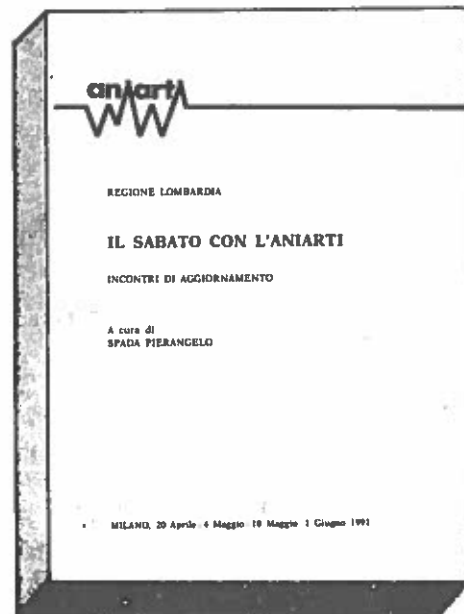 aniarti
REGIONE LOMBARDIA
IL SABATO CON L'ANIARTI
INCONTRI DI AGGIORNAMENTO
A cura di
SPADA PIERANGELO
MILANO, 20 Aprile 4 Maggio 18 Maggio 1 Giugno 1991